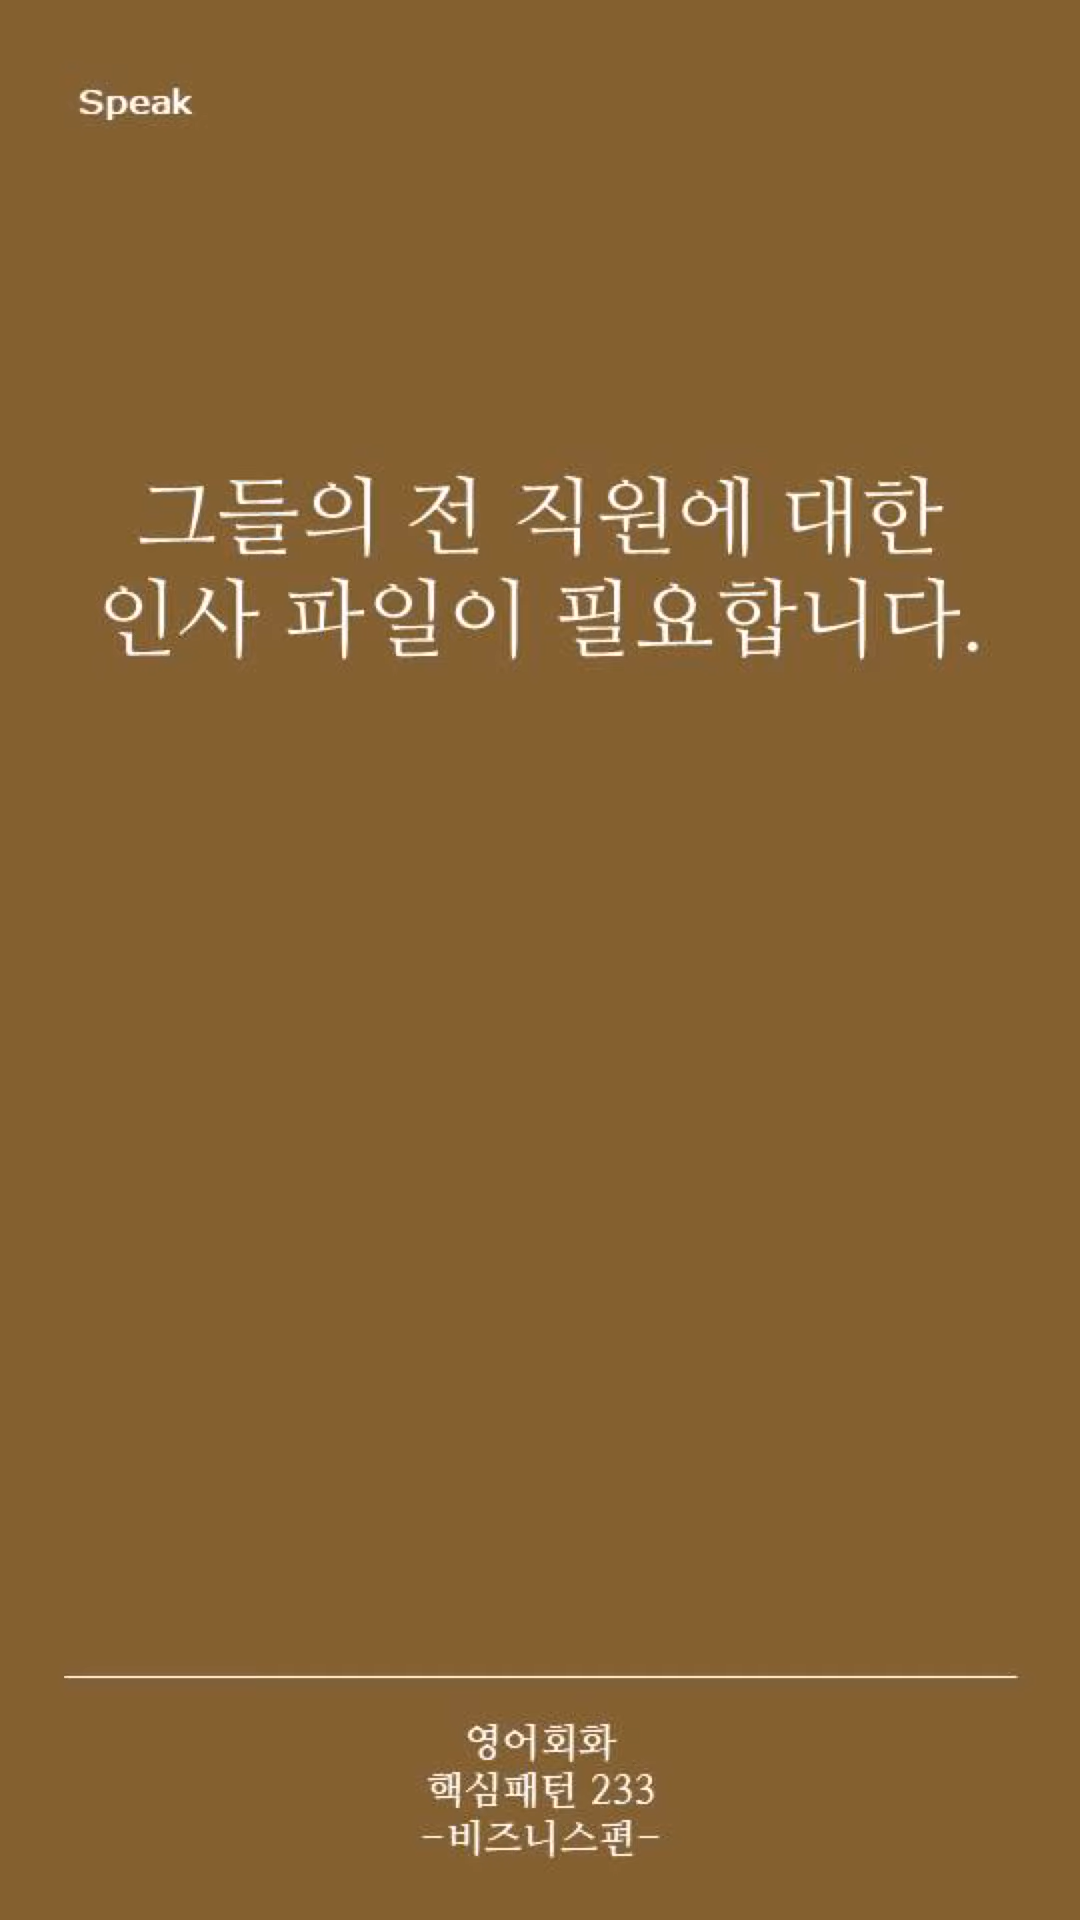 Speak
그들의 전 직원에 대한
인사 파일이 필요합니다.
영어회화
핵심패턴 233
-비즈니스편-